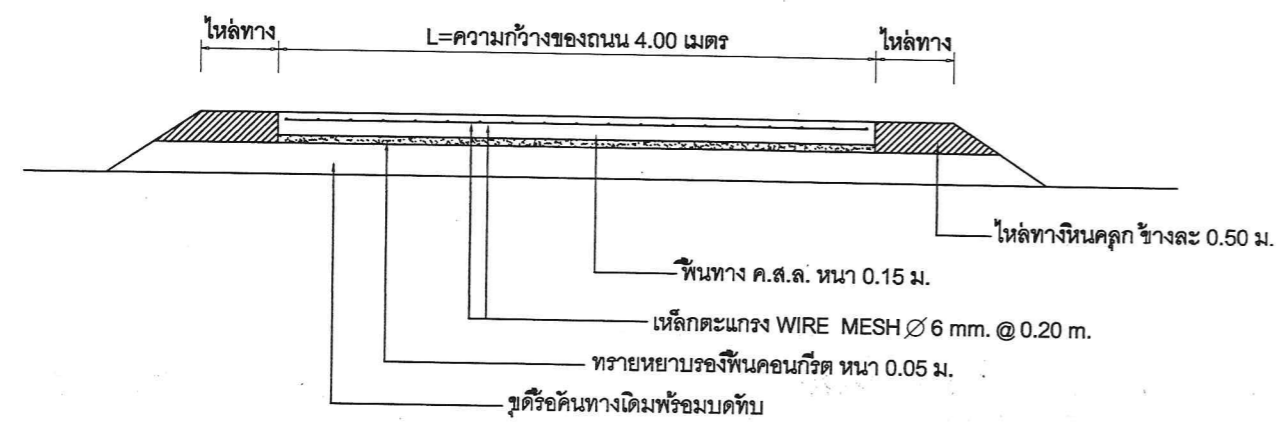 ไหล่ทาง
L=ความกว้างของถนน 4.00 เมตร
ไหล่ทาง
ไหล่ทางหินคลุก ข้างละ 0.50 ม.
พื้นทาง ค.ส.ล. หนา 0.15 ม.
เหล็กตะแกรง WIRE MESH Ø 6 mm. @ 0.20 m.
ทรายหยาบรองพื้นคอนกรีต หนา 0.05 ม.
ขุดรื้อคันทางเดิมพร้อมบดทับ